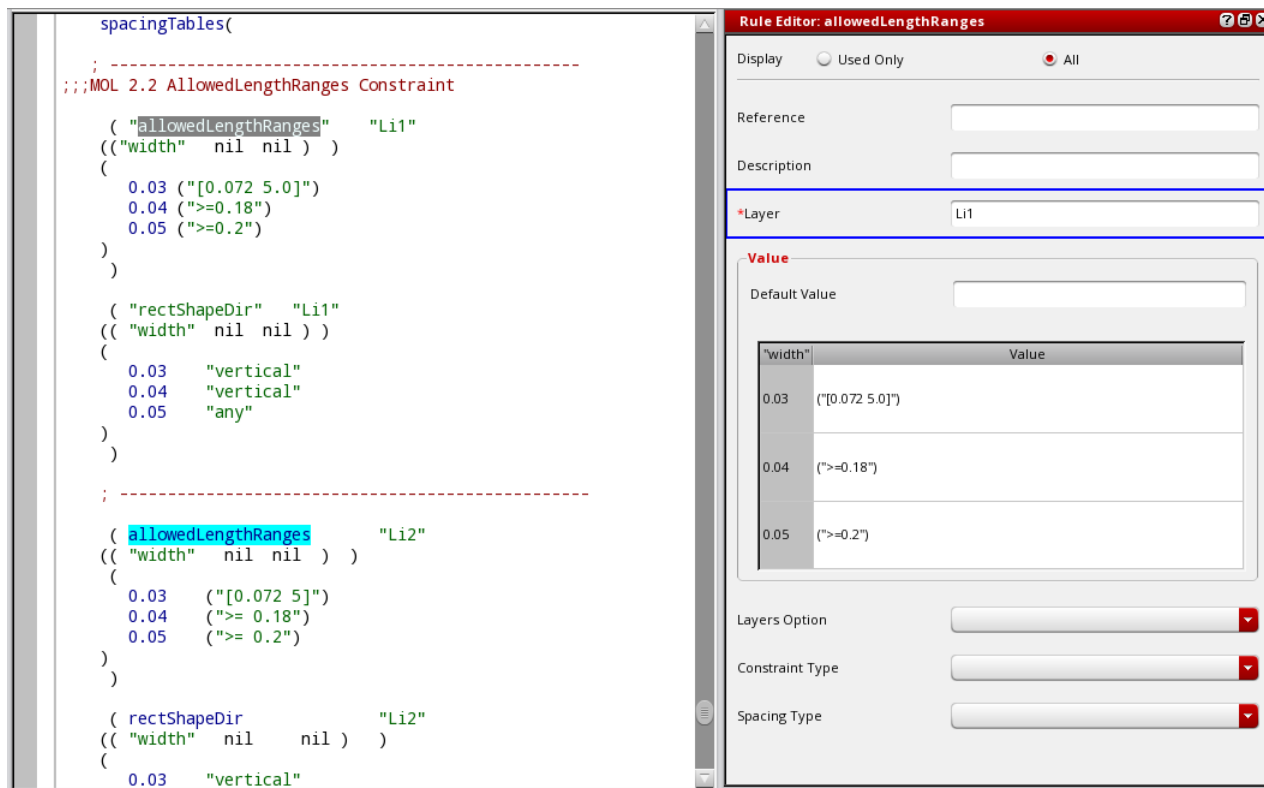 spacingTables(
; -------------------------------------------------
;;;MOL 2.2 AllowedLengthRanges Constraint
( "allowedLengthRanges" "Li1"
(("width" nil nil ) )
(
0.03 ("[0.072 5.0]")
0.04 (">=0.18")
0.05 (">=0.2")
)
)
( "rectShapeDir" "Li1"
(( "width" nil nil ) )
(
0.03 "vertical"
0.04 "vertical"
0.05 "any"
)
)
; -------------------------------------------------
( allowedLengthRanges "Li2"
(( "width" nil nil ) )
(
0.03 ("[0.072 5]")
0.04 (">= 0.18")
0.05 (">= 0.2")
)
)
( rectShapeDir "Li2"
(( "width" nil nil ) )
(
0.03 "vertical"
Rule Editor: allowedLengthRanges
Display Used Only All
Reference
Description
*Layer Li1
Value
Default Value
"width" Value
0.03 ("[0.072 5.0]")
0.04 (">=0.18")
0.05 (">=0.2")
Layers Option
Constraint Type
Spacing Type